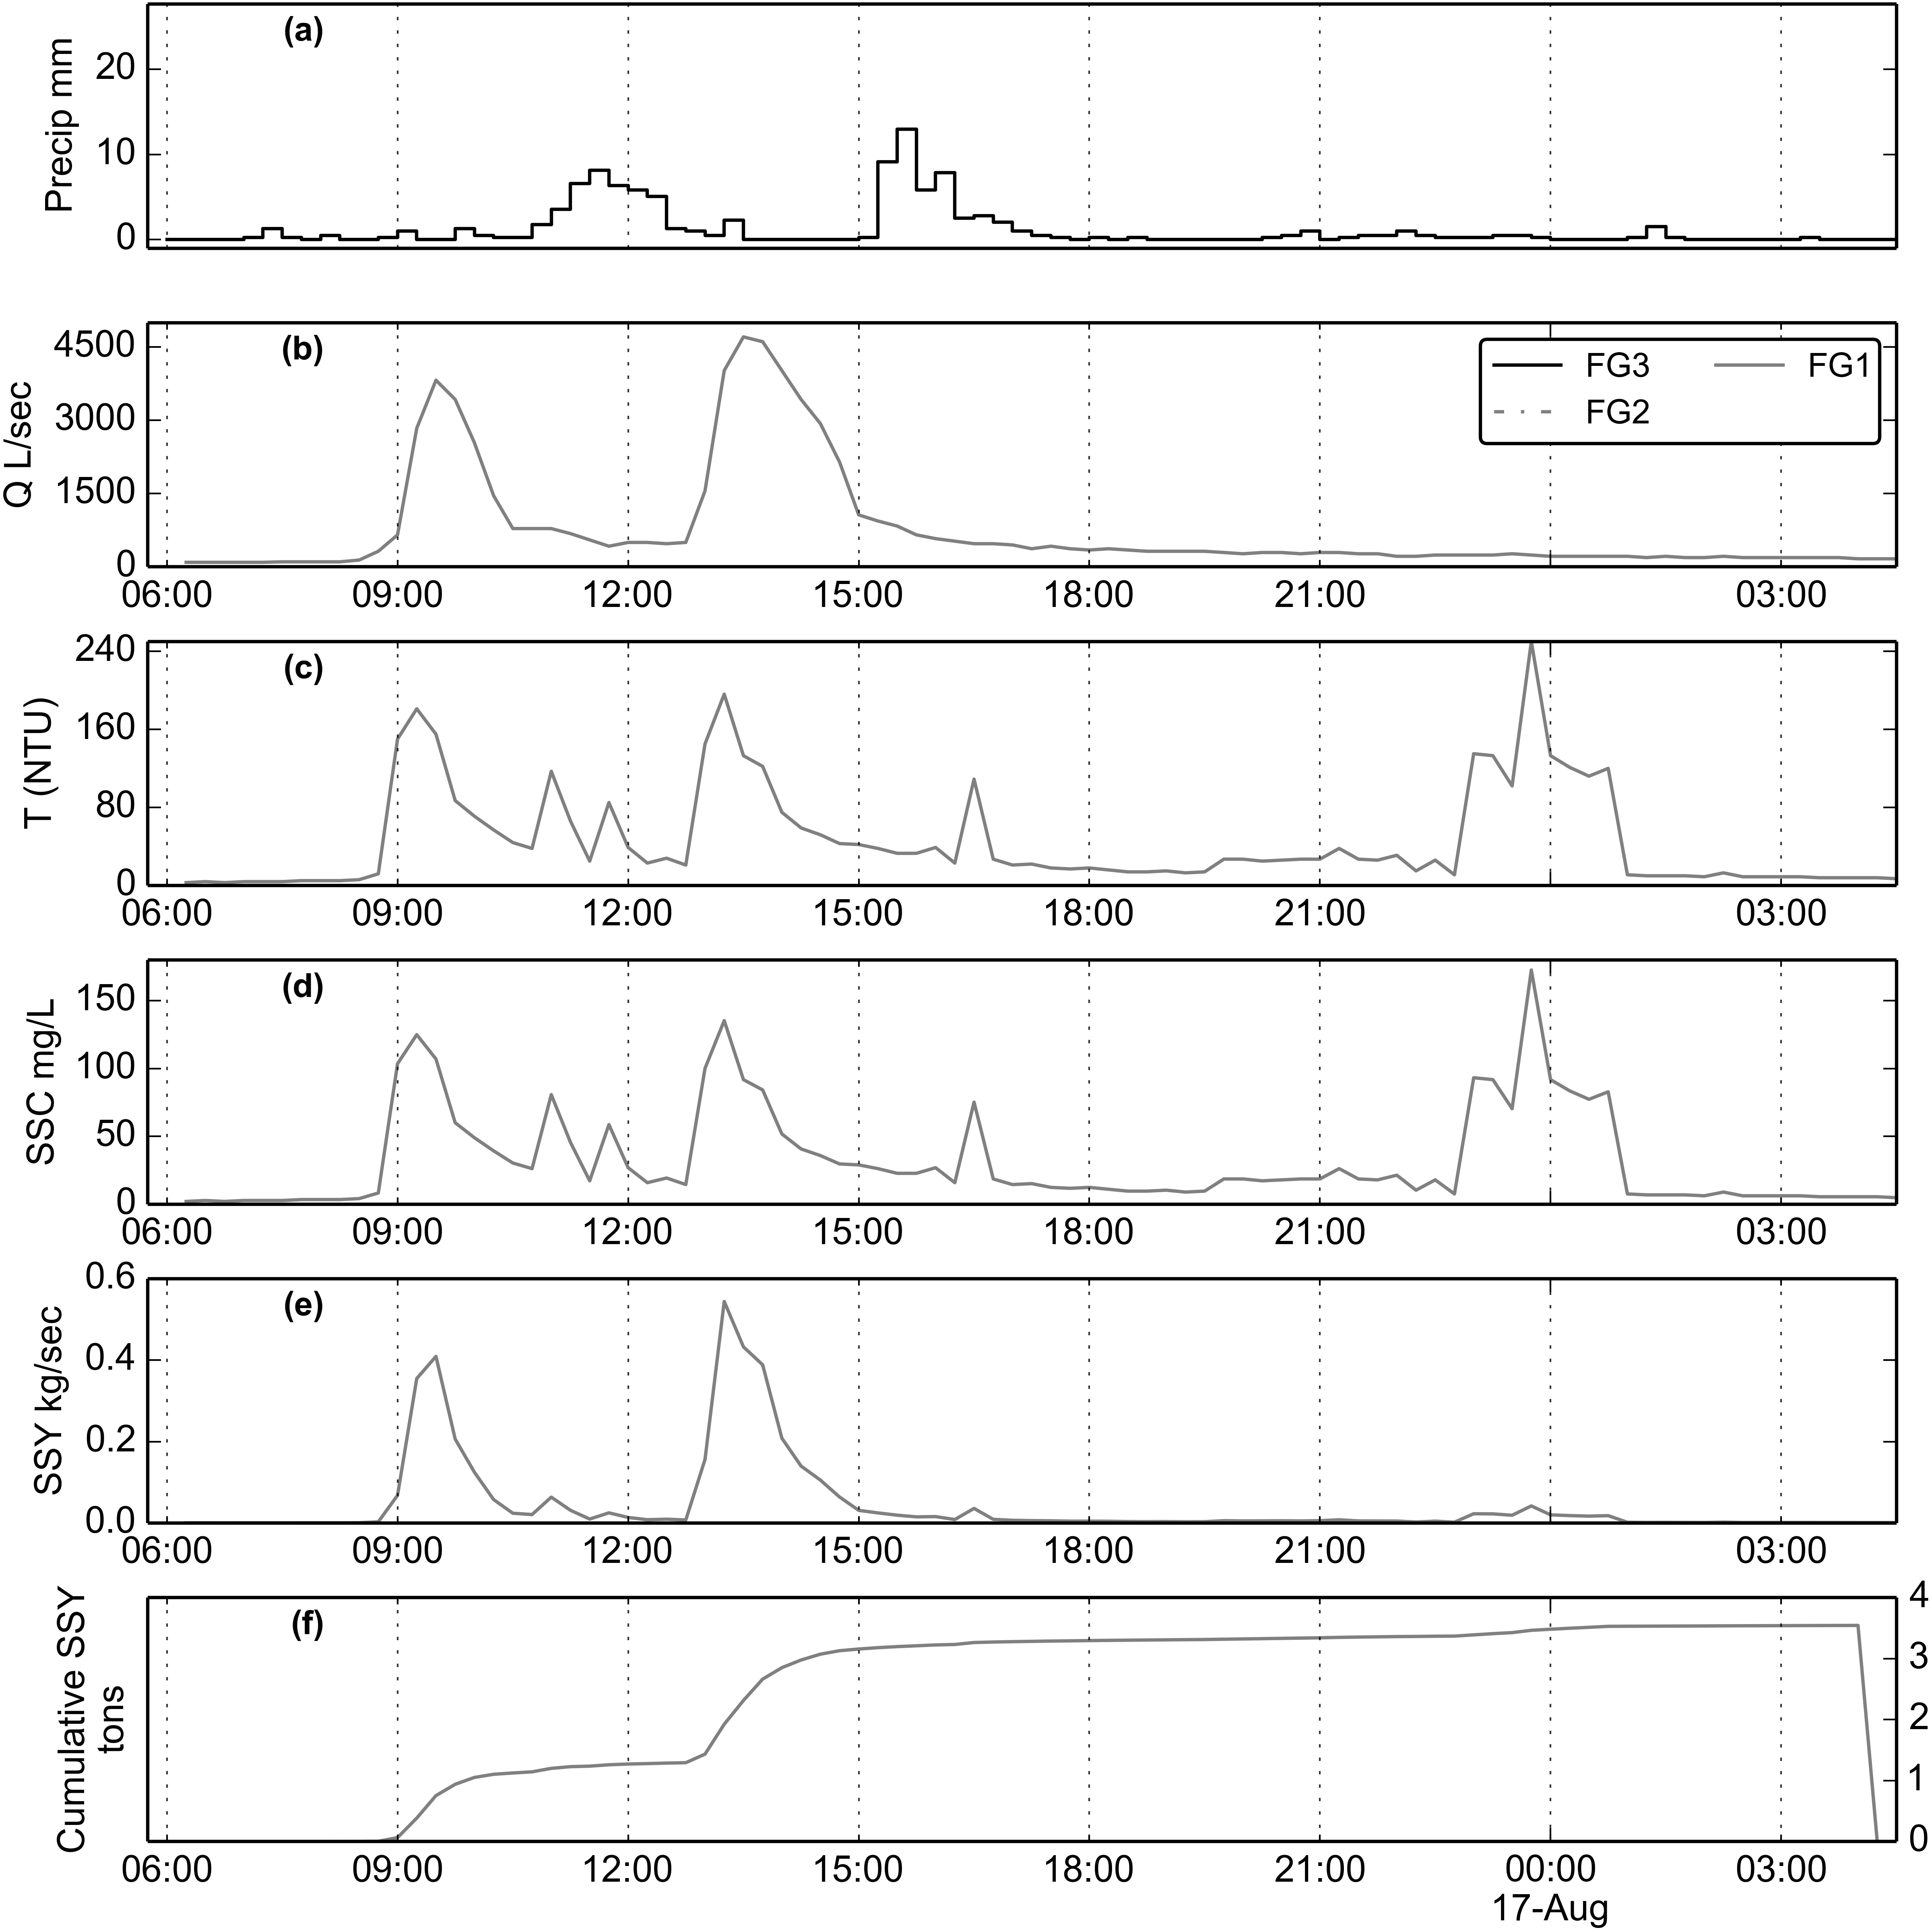 (a)
Precip mm
20
10
0
(b)
Q L/sec
4500
3000
1500
0
FG3 FG1
FG2
06:00 09:00 12:00 15:00 18:00 21:00 03:00
(c)
T (NTU)
240
160
80
0
06:00 09:00 12:00 15:00 18:00 21:00 03:00
(d)
SSC mg/L
150
100
50
0
06:00 09:00 12:00 15:00 18:00 21:00 03:00
(e)
SSY kg/sec
0.6
0.4
0.2
0.0
06:00 09:00 12:00 15:00 18:00 21:00 03:00
(f)
Cumulative SSY
tons
4
3
2
1
0
06:00 09:00 12:00 15:00 18:00 21:00 00:00 03:00
17-Aug